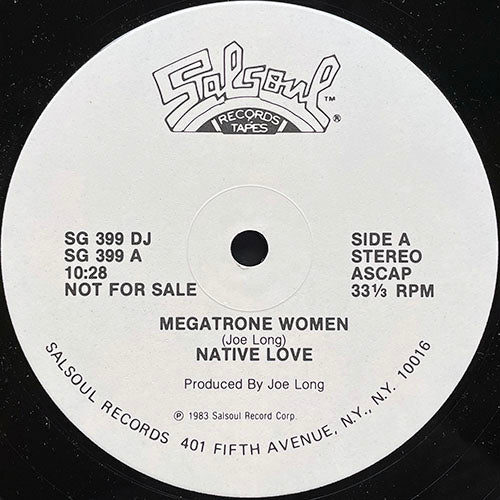 Salsoul TM
RECORDS
TAPES ®
SG 399 DJ
SG 399 A
10:28
NOT FOR SALE
SIDE A
STEREO
ASCAP
33⅓ RPM
MEGATRONE WOMEN
(Joe Long)
NATIVE LOVE
Produced By Joe Long
℗ 1983 Salsoul Record Corp.
SALSOUL RECORDS 401 FIFTH AVENUE, N.Y., N.Y. 10016